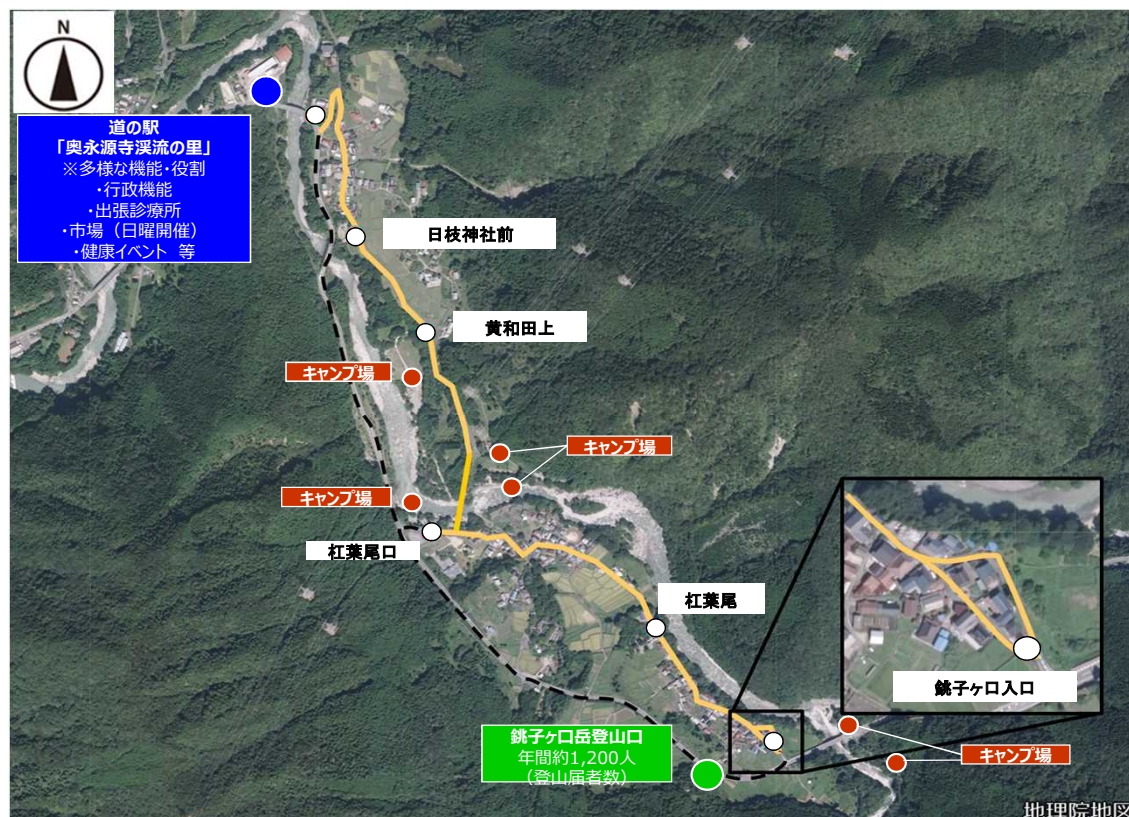 N
道の駅
「奥永源寺渓流の里」
※多様な機能・役割
・行政機能
・出張診療所
・市場（日曜開催）
・健康イベント 等
日枝神社前
黄和田上
キャンプ場
キャンプ場
キャンプ場
杠葉尾口
杠葉尾
銚子ヶ口入口
銚子ヶ口岳登山口
年間約1,200人
（登山届者数）
キャンプ場
地理院地図